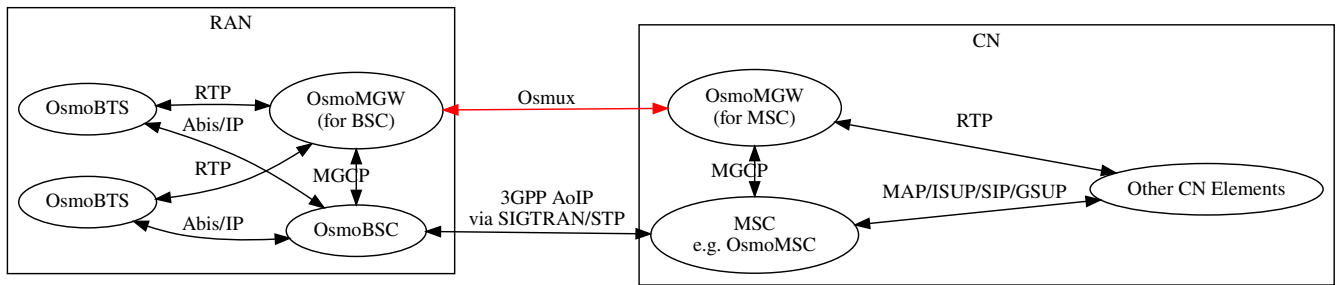 RAN
CN
OsmoBTS
RTP
OsmoMGW
(for BSC)
Osmux
OsmoMGW
(for MSC)
RTP
Abis/IP
RTP
MGCP
MGCP
OsmoBTS
Abis/IP
OsmoBSC
3GPP AoIP
via SIGTRAN/STP
MSC
e.g. OsmoMSC
MAP/ISUP/SIP/GSUP
Other CN Elements